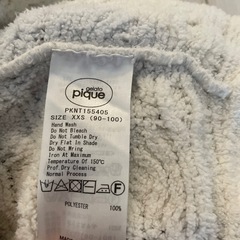 gelato
pique
PKNT155405
SIZE XXS (90-100)
Hand Wash
Do Not Bleach
Do Not Tumble Dry
Dry Flat In Shade
Do Not Wring
Iron At Maximum
Temperature Of 150℃
Prof Dry Cleaning
Normal Process
POLYESTER 100%